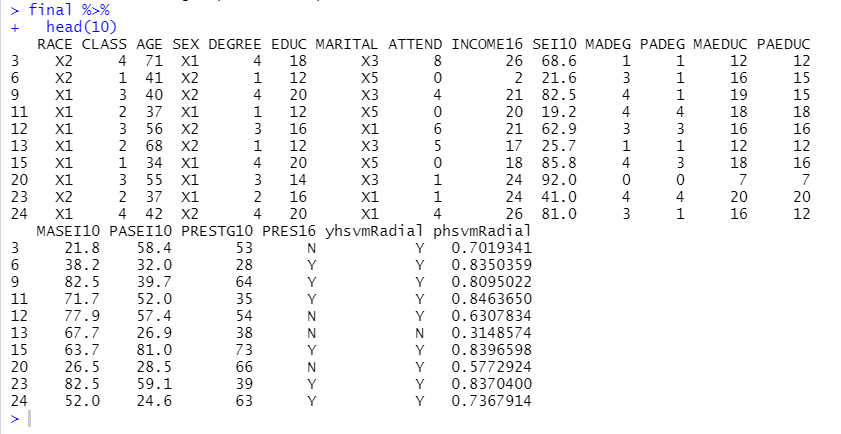 > final %>%
+   head(10)
   RACE CLASS AGE SEX DEGREE EDUC MARITAL ATTEND INCOME16 SEI10 MADEG PADEG MAEDUC PAEDUC
3    X2     4  71  X1      4   18      X3      8       26  68.6     1     1     12     12
6    X2     1  41  X2      1   12      X5      0        2  21.6     3     1     16     15
9    X1     3  40  X2      4   20      X3      4       21  82.5     4     1     19     15
11   X1     2  37  X1      1   12      X5      0       20  19.2     4     4     18     18
12   X1     3  56  X2      3   16      X1      6       21  62.9     3     3     16     16
13   X1     2  68  X2      1   12      X3      5       17  25.7     1     1     12     12
15   X1     1  34  X1      4   20      X5      0       18  85.8     4     3     18     16
20   X1     3  55  X1      3   14      X3      1       24  92.0     0     0      7      7
23   X2     2  37  X1      2   16      X1      1       24  41.0     4     4     20     20
24   X1     4  42  X2      4   20      X1      4       26  81.0     3     1     16     12
   MASEI10 PASEI10 PRESTG10 PRES16 yhsvmRadial phsvmRadial
3     21.8    58.4       53      N           Y   0.7019341
6     38.2    32.0       28      Y           Y   0.8350359
9     82.5    39.7       64      Y           Y   0.8095022
11    71.7    52.0       35      Y           Y   0.8463650
12    77.9    57.4       54      N           Y   0.6307834
13    67.7    26.9       38      N           N   0.3148574
15    63.7    81.0       73      Y           Y   0.8396598
20    26.5    28.5       66      N           Y   0.5772924
23    82.5    59.1       39      Y           Y   0.8370400
24    52.0    24.6       63      Y           Y   0.7367914
>